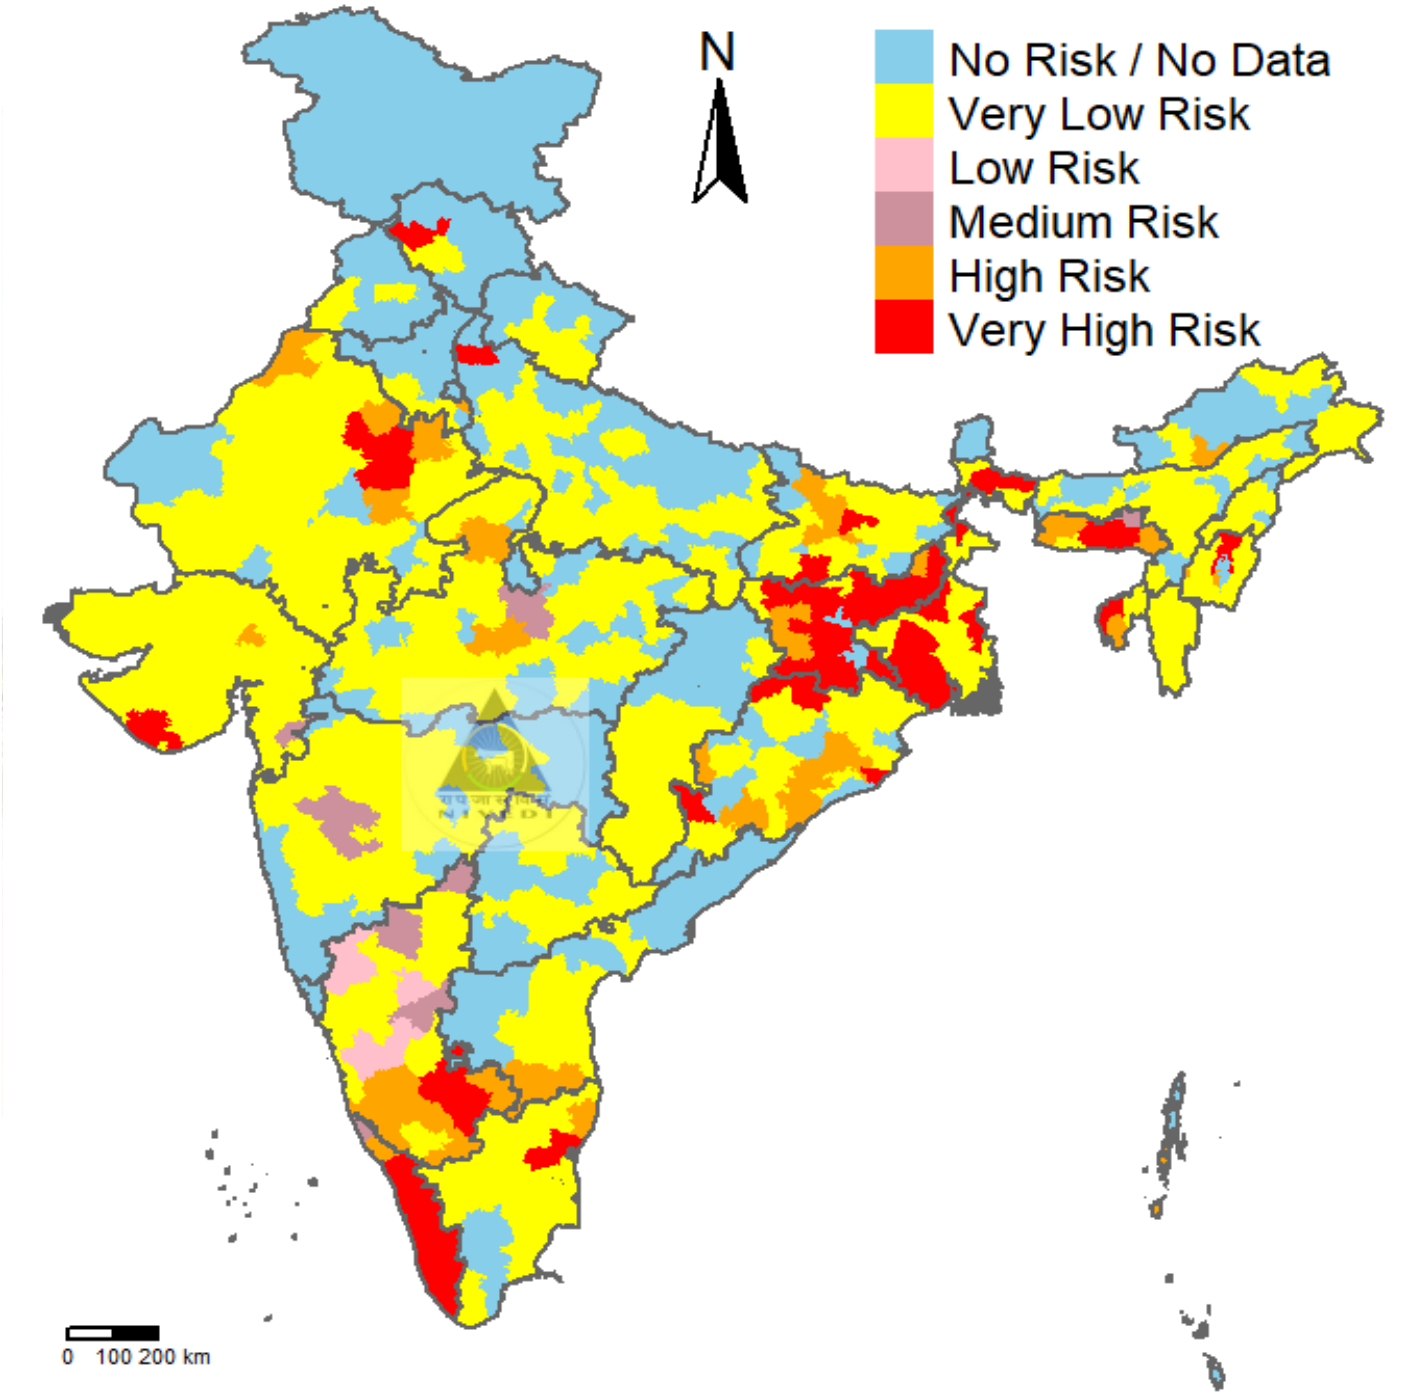 N
No Risk / No Data
Very Low Risk
Low Risk
Medium Risk
High Risk
Very High Risk
NIVEDI
0 100 200 km